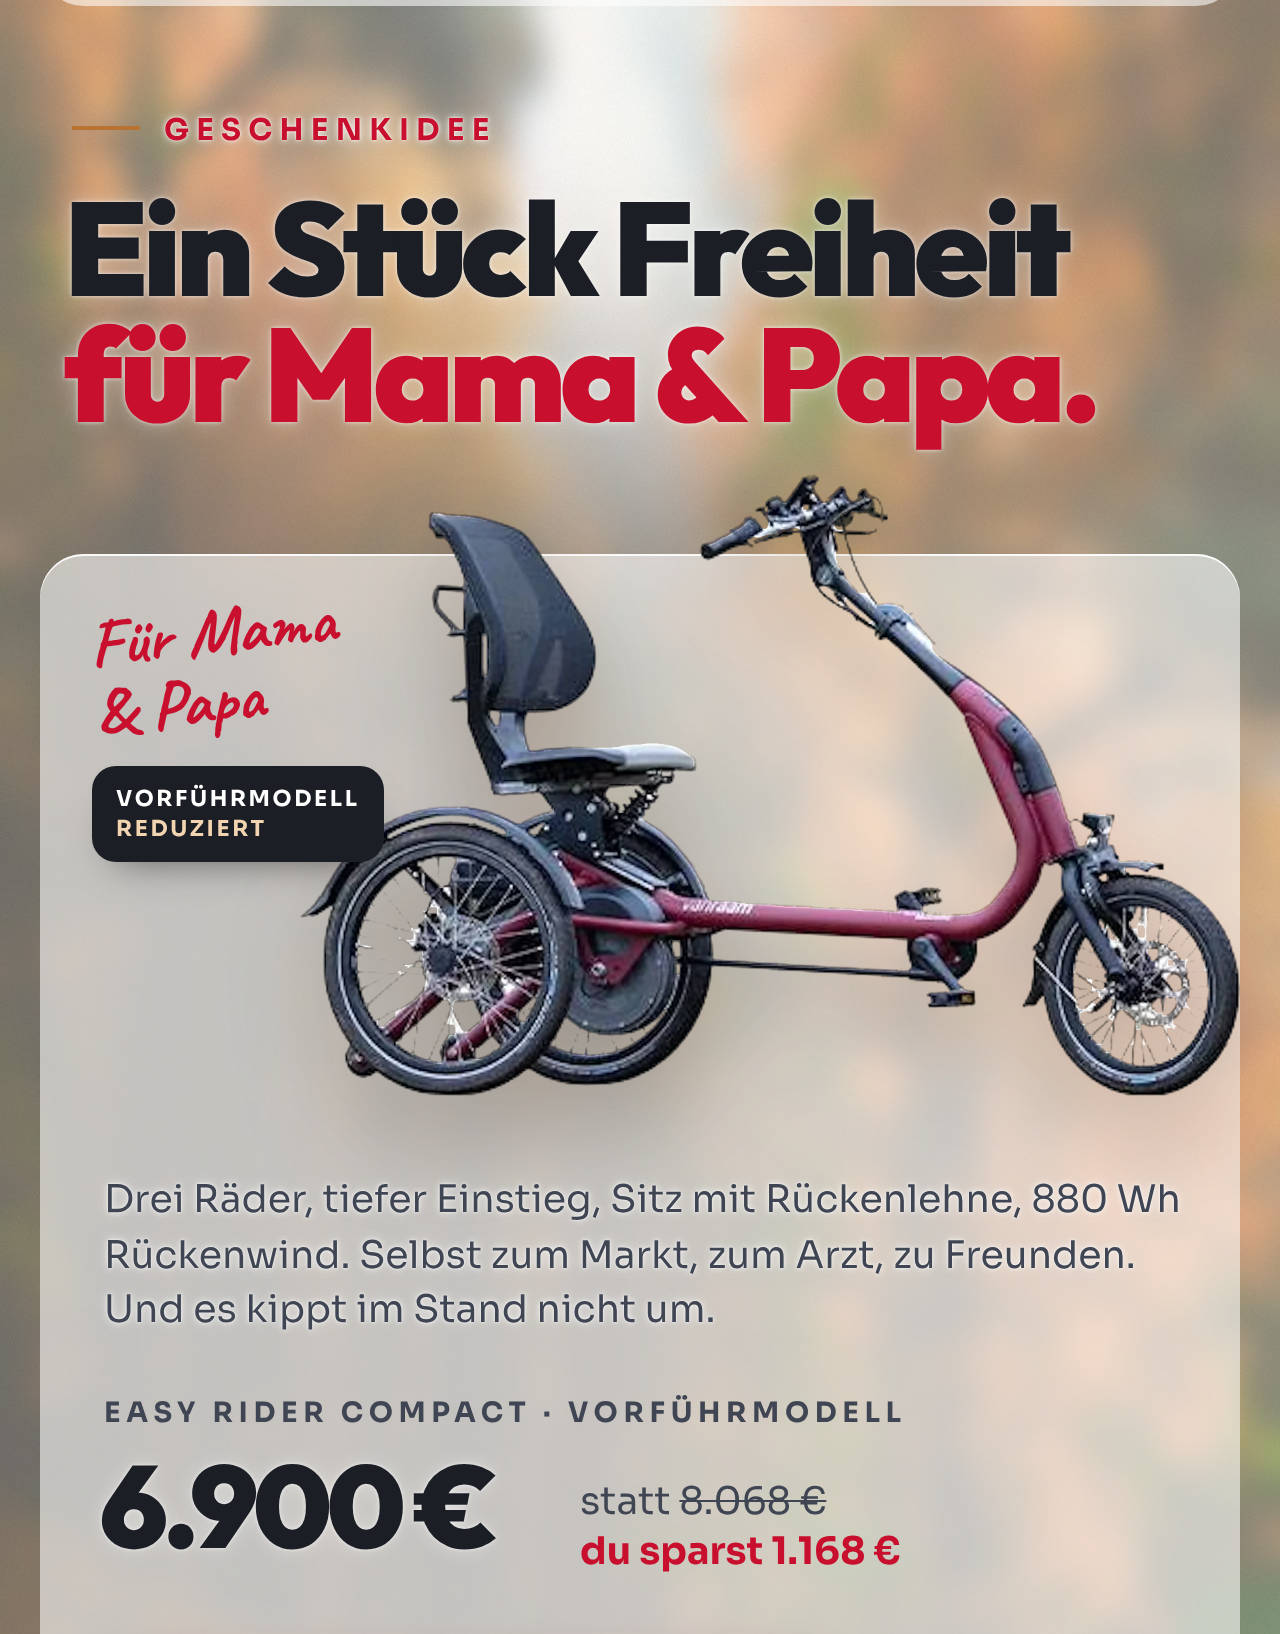 GESCHENKIDEE
Ein Stück Freiheit
für Mama & Papa.
Für Mama
& Papa
VORFÜHRMODELL
REDUZIERT
vanraam
Drei Räder, tiefer Einstieg, Sitz mit Rückenlehne, 880 Wh
Rückenwind. Selbst zum Markt, zum Arzt, zu Freunden.
Und es kippt im Stand nicht um.
EASY RIDER COMPACT · VORFÜHRMODELL
6.900 €
statt 8.068 €
du sparst 1.168 €